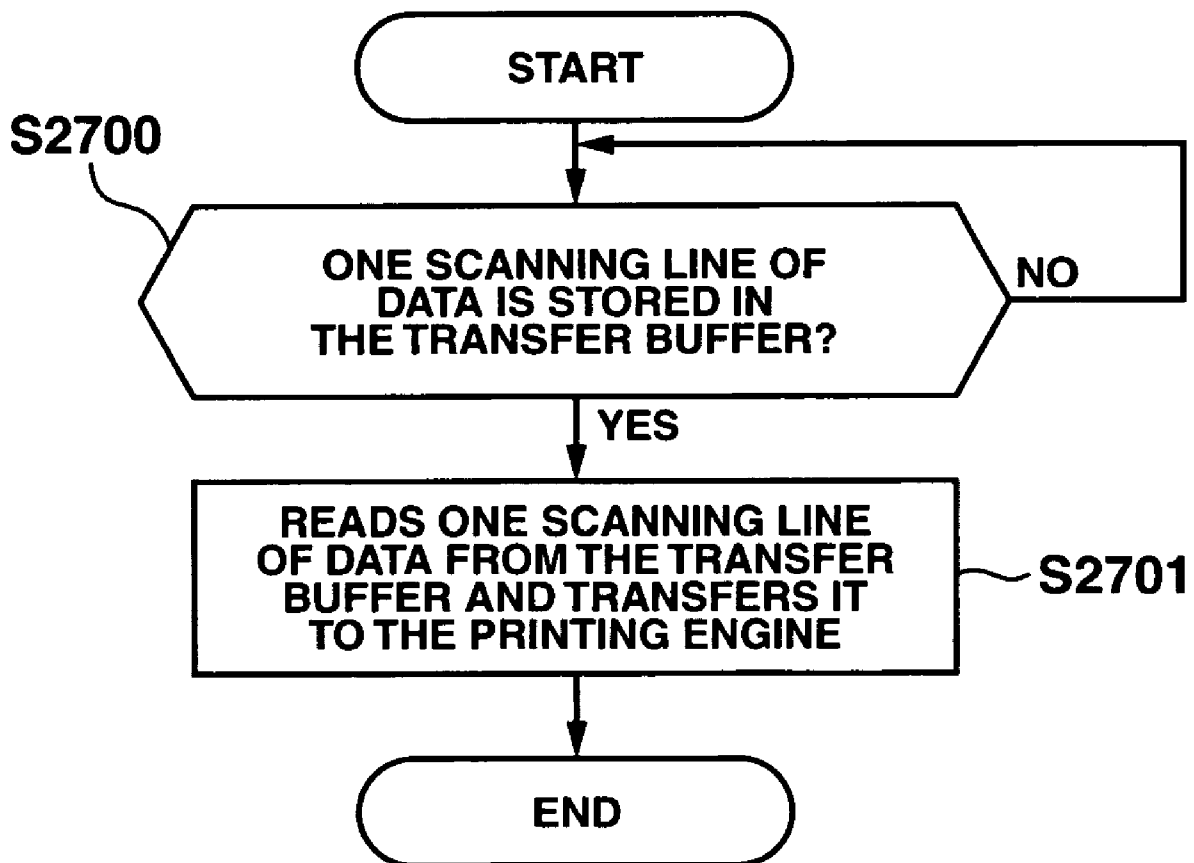 START
S2700
ONE SCANNING LINE OF
DATA IS STORED IN
THE TRANSFER BUFFER?
NO
YES
READS ONE SCANNING LINE
OF DATA FROM THE TRANSFER
BUFFER AND TRANSFERS IT
TO THE PRINTING ENGINE
S2701
END